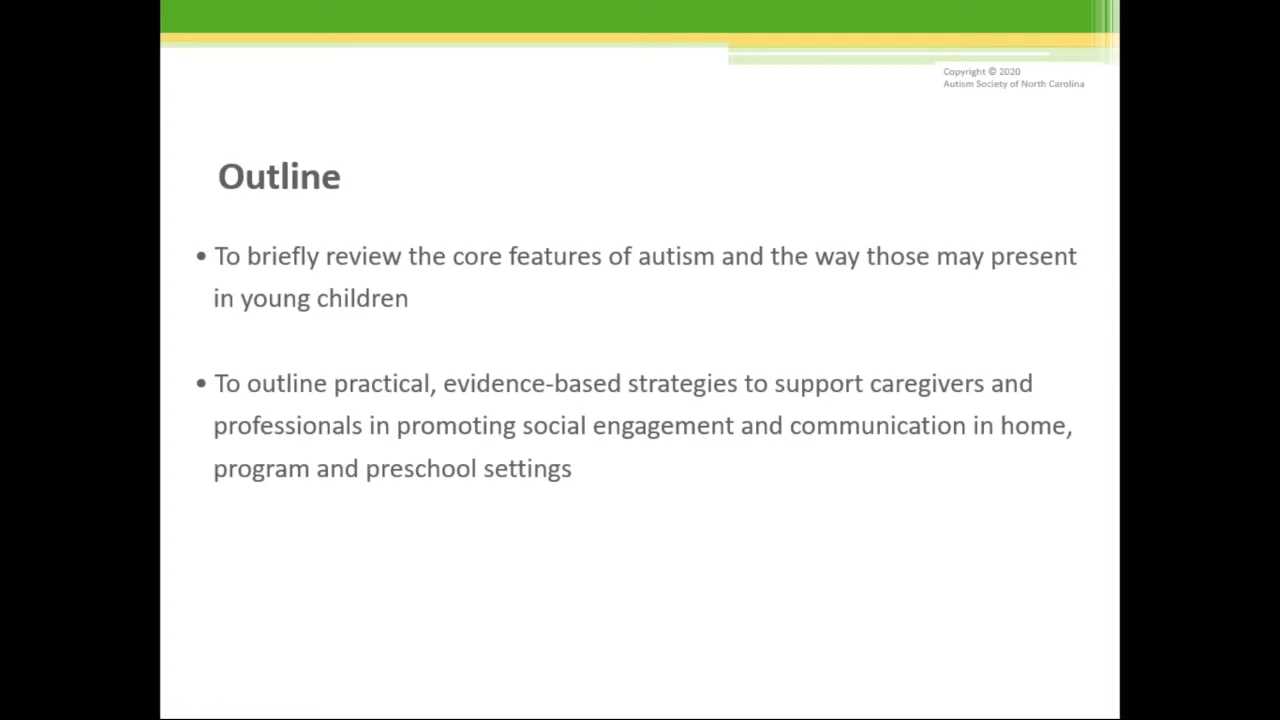 Copyright © 2020
Autism Society of North Carolina
Outline
• To briefly review the core features of autism and the way those may present
in young children
• To outline practical, evidence-based strategies to support caregivers and
professionals in promoting social engagement and communication in home,
program and preschool settings